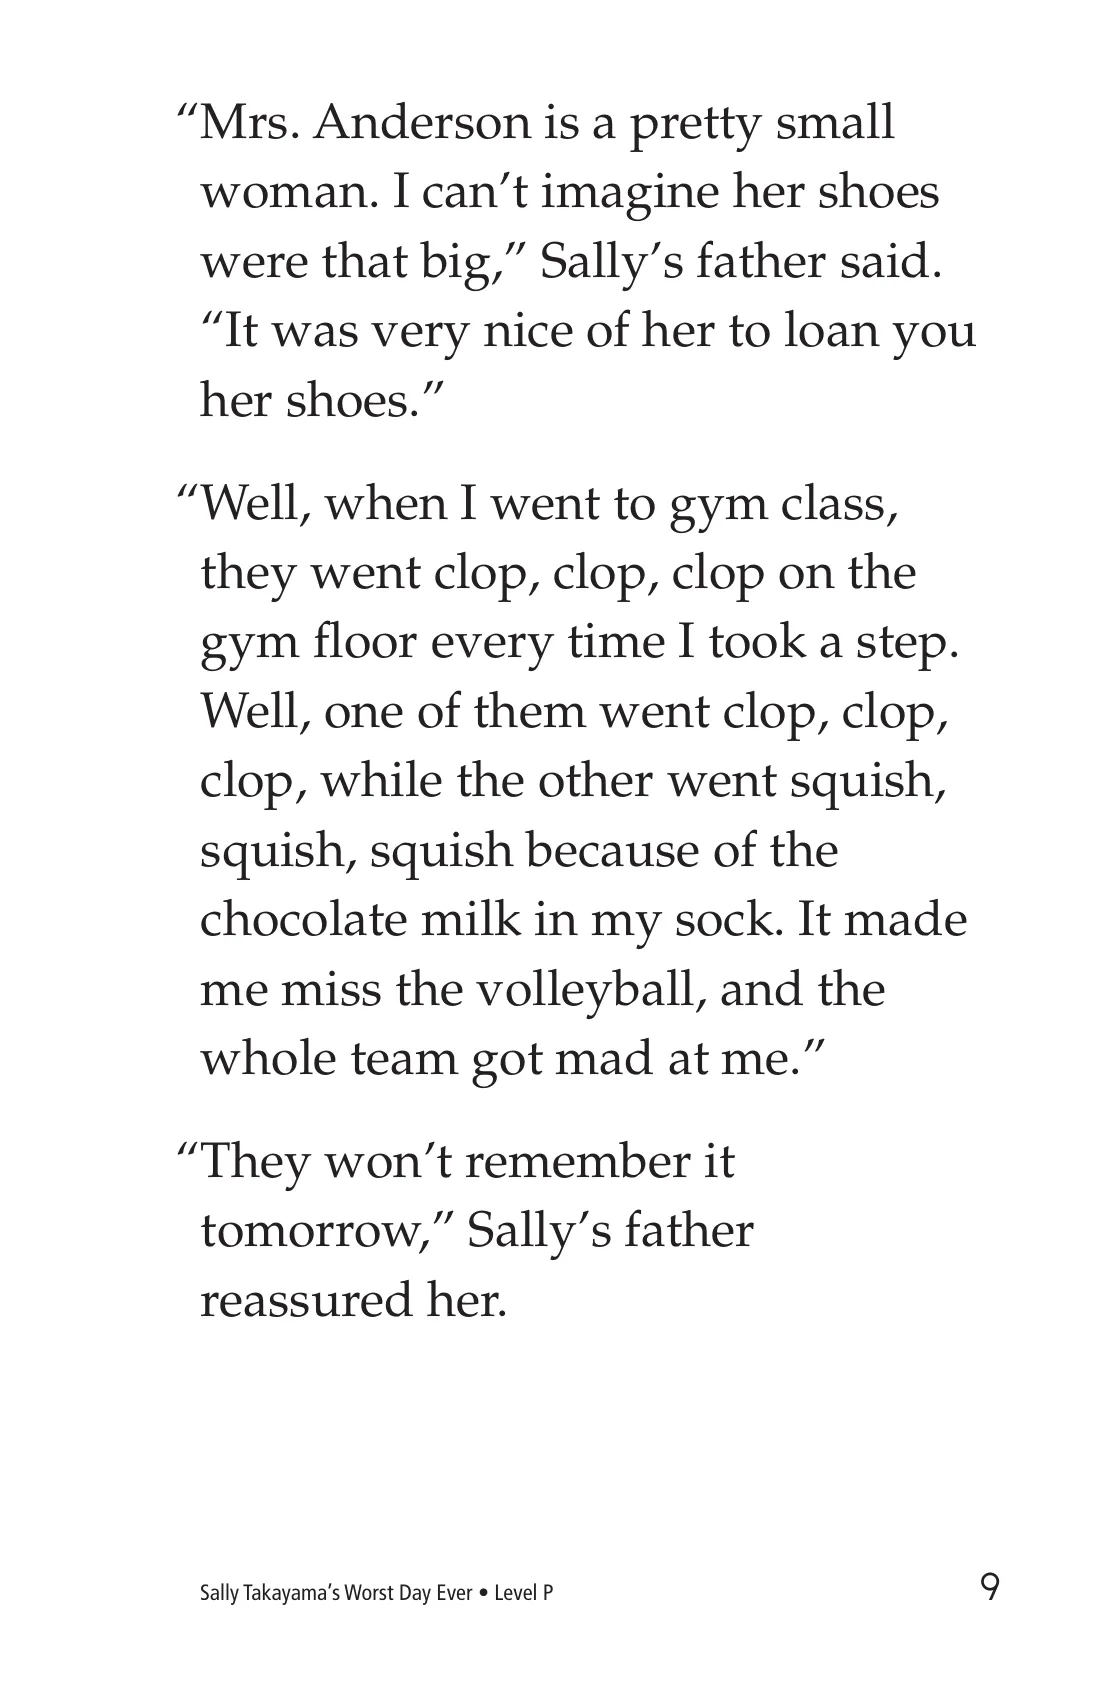 “Mrs. Anderson is a pretty small
woman. I can’t imagine her shoes
were that big,” Sally’s father said.
“It was very nice of her to loan you
her shoes.”
“Well, when I went to gym class,
they went clop, clop, clop on the
gym floor every time I took a step.
Well, one of them went clop, clop,
clop, while the other went squish,
squish, squish because of the
chocolate milk in my sock. It made
me miss the volleyball, and the
whole team got mad at me.”
“They won’t remember it
tomorrow,” Sally’s father
reassured her.
Sally Takayama’s Worst Day Ever • Level P 9